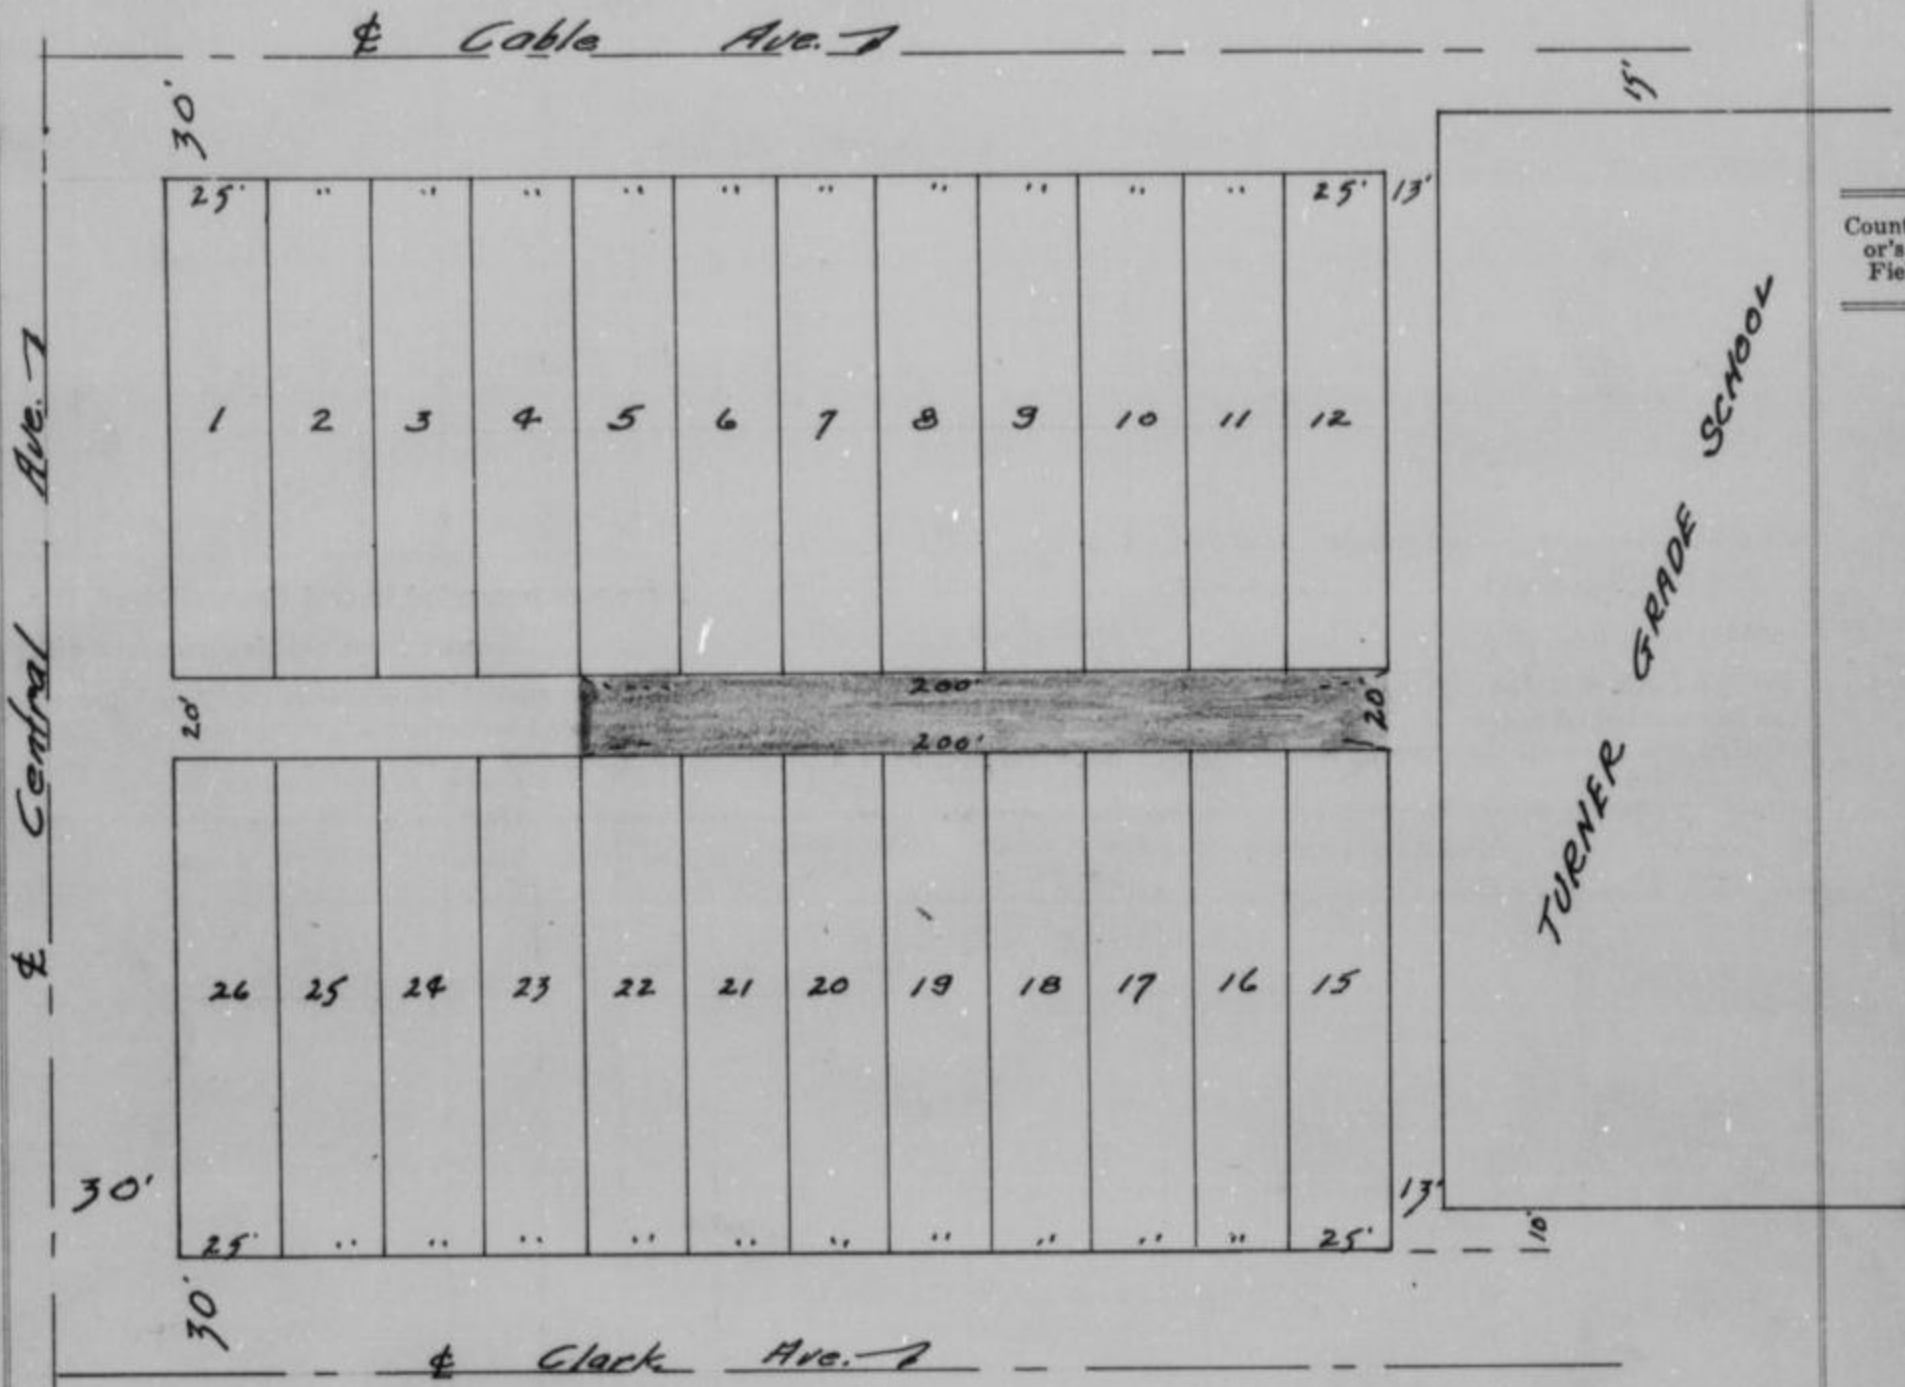 ℄ Cable Ave.
30'
15'
25' " " " " " " " " " " 25' 13'
Count
or's
Fie
1 2 3 4 5 6 7 8 9 10 11 12
℄ Central Ave.
TURNER GRADE SCHOOL
20' 200' 20'
200'
26 25 24 23 22 21 20 19 18 17 16 15
30' 13'
25' " " " " " " " " " " 25' 10'
30'
℄ Clark Ave.